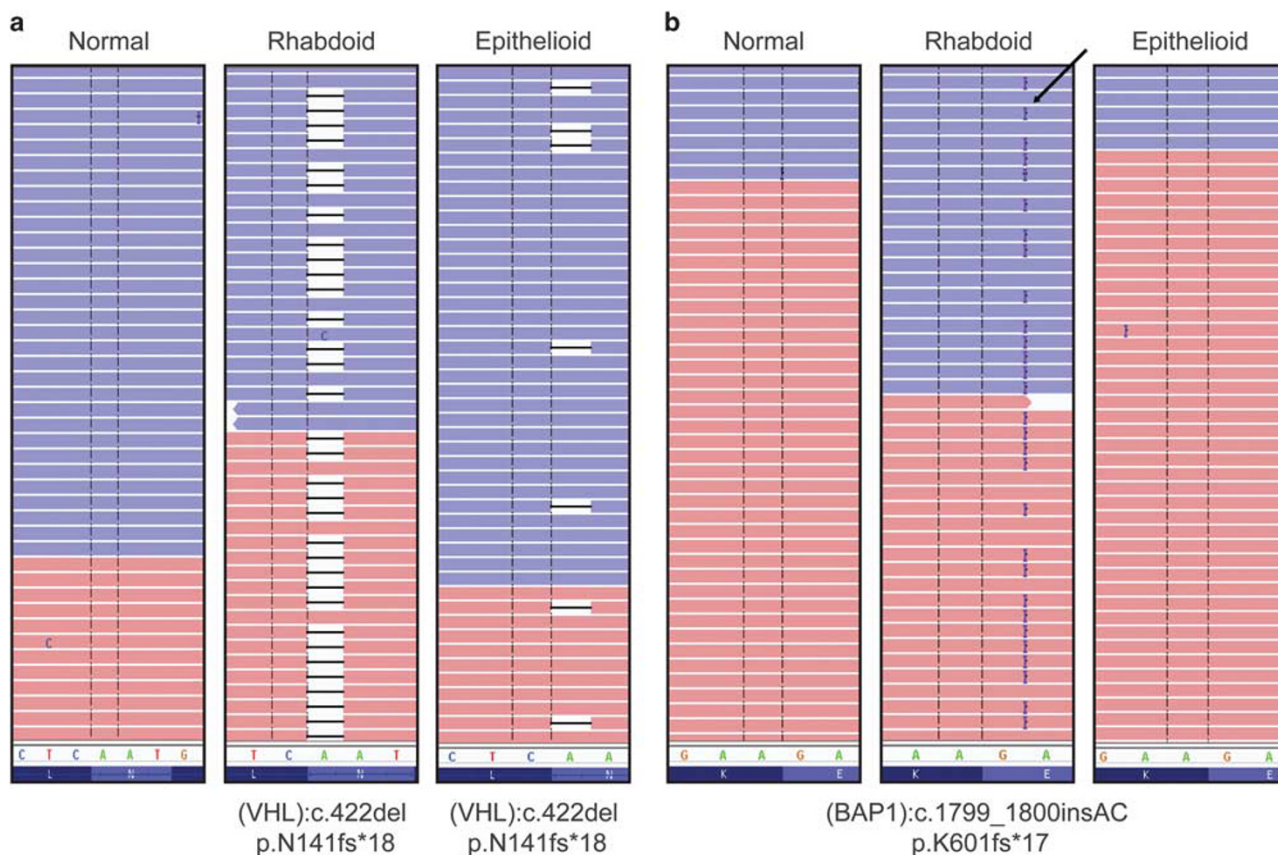 a
Normal Rhabdoid Epithelioid
b
Normal Rhabdoid Epithelioid
C
C
C T C A A T G
L N
T C A A T
L N
C T C A A
L N
G A A G A
K E
A A G A
K E
G A A G A
K E
(VHL):c.422del
p.N141fs*18
(VHL):c.422del
p.N141fs*18
(BAP1):c.1799_1800insAC
p.K601fs*17